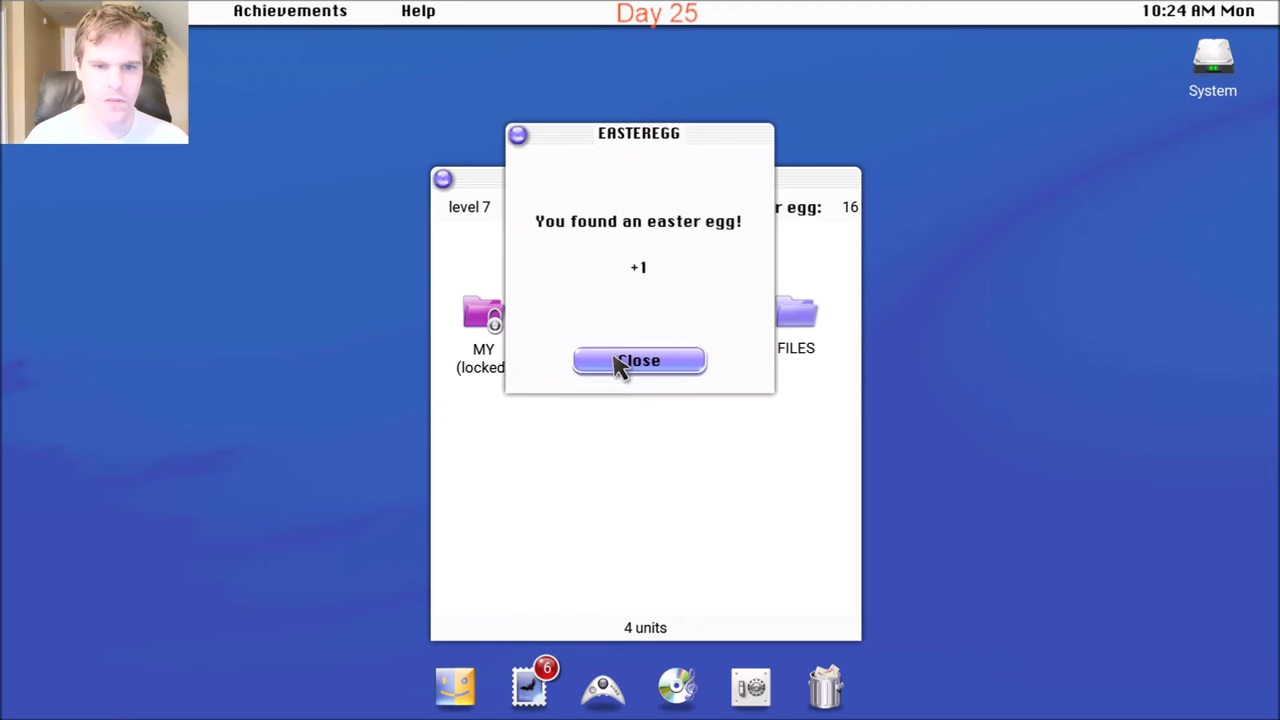 Achievements Help Day 25 10:24 AM Mon
System
EASTEREGG
level 7 r egg: 16
You found an easter egg!
+1
MY
(locked
FILES
Close
4 units
6